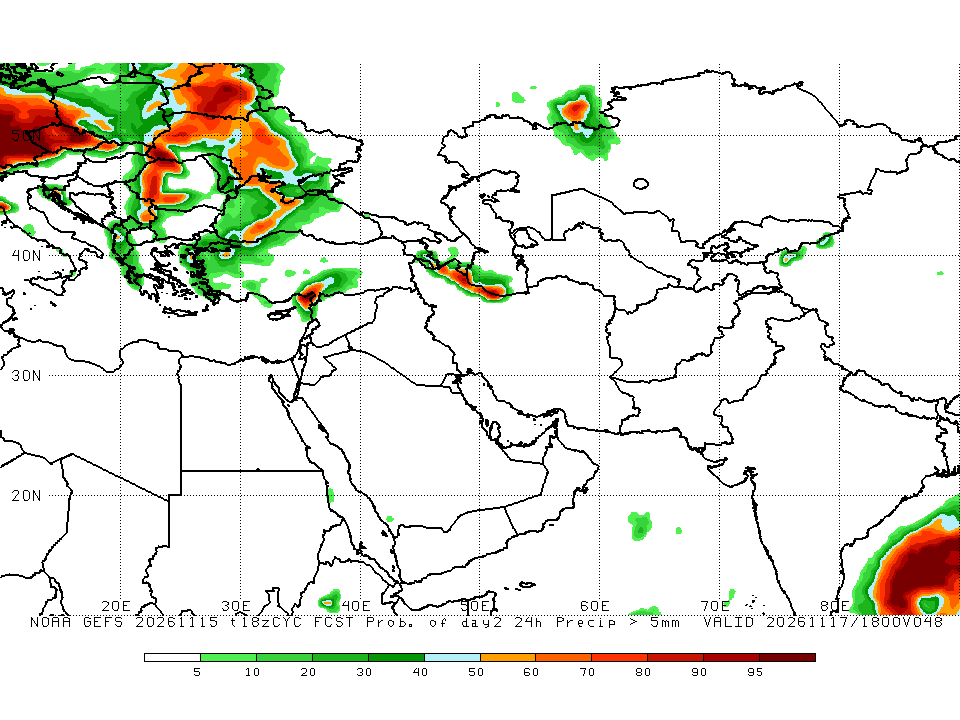 50N
40N
30N
20N
20E 30E 40E 50E 60E 70E 80E
NOAA GEFS 20261115 t18zCYC FCST Prob. of day2 24h Precip > 5mm VALID 20261117/1800V048
5 10 20 30 40 50 60 70 80 90 95